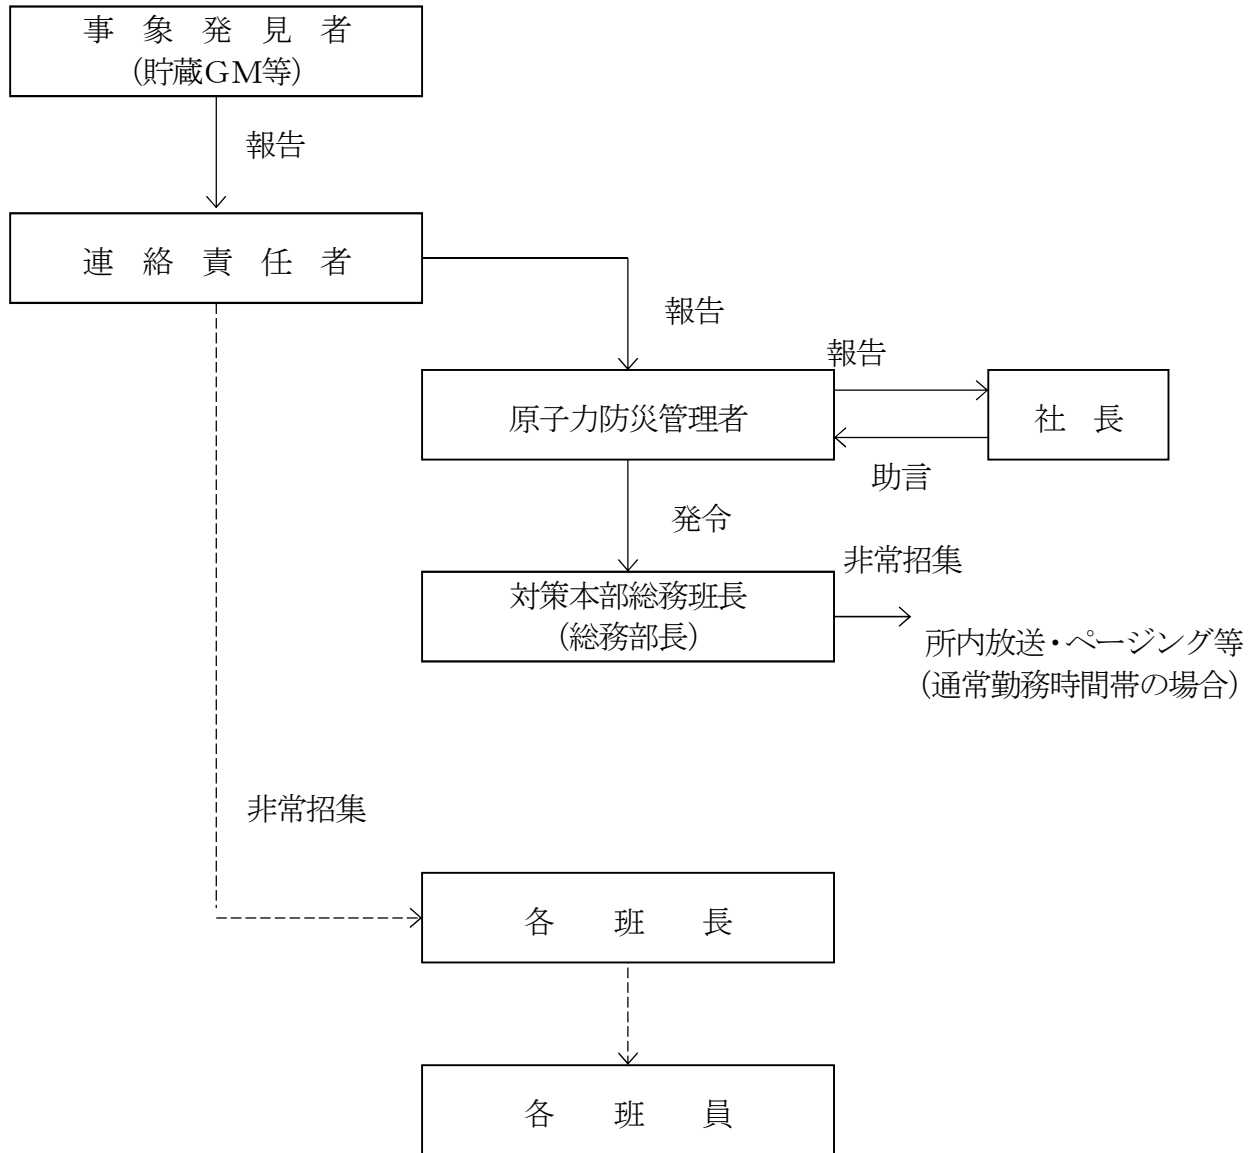 事象発見者
(貯蔵GM等)
報告
連絡責任者
報告
報告
原子力防災管理者
社長
助言
発令
非常招集
対策本部総務班長
(総務部長)
所内放送・ページング等
(通常勤務時間帯の場合)
非常招集
各班長
各班員